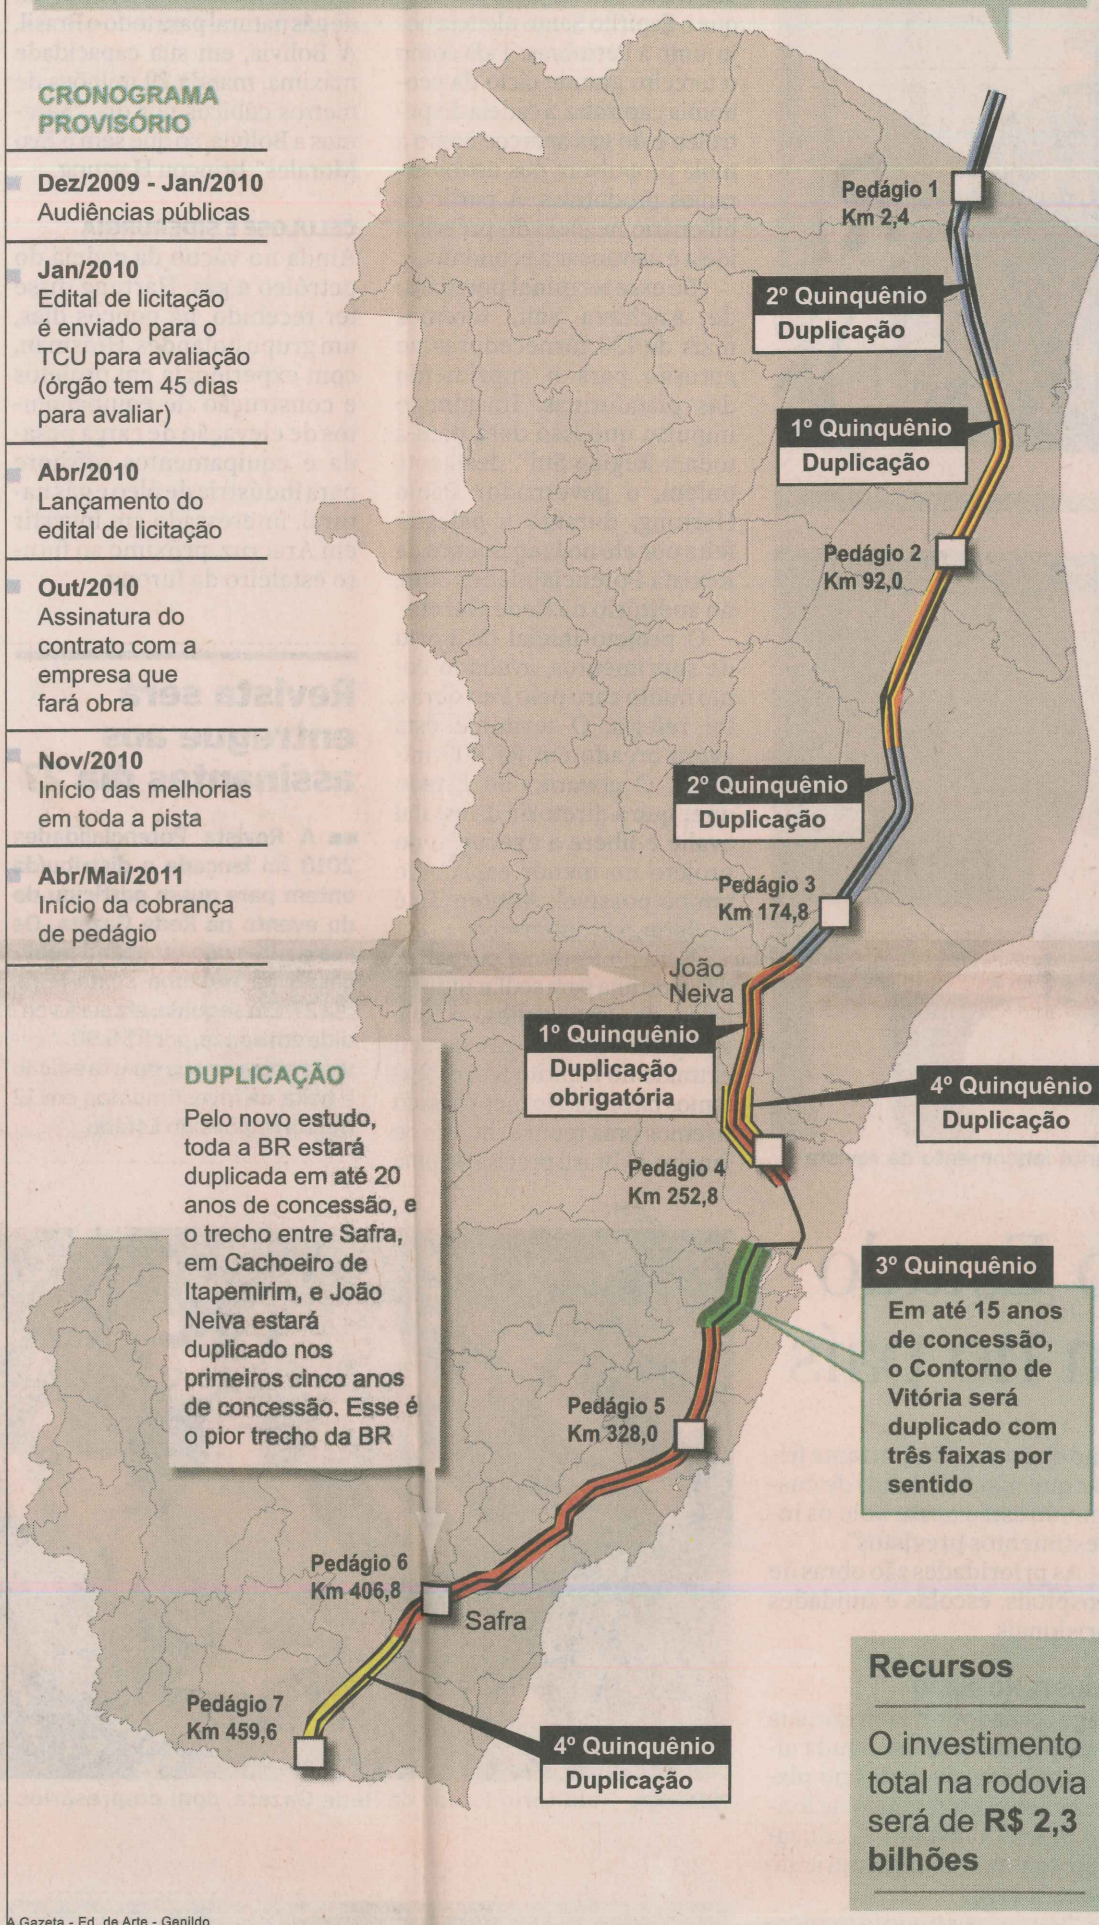 CRONOGRAMA
PROVISÓRIO
Dez/2009 - Jan/2010
Audiências públicas
Jan/2010
Edital de licitação
é enviado para o
TCU para avaliação
(órgão tem 45 dias
para avaliar)
Abr/2010
Lançamento do
edital de licitação
Out/2010
Assinatura do
contrato com a
empresa que
fará obra
Nov/2010
Início das melhorias
em toda a pista
Abr/Mai/2011
Início da cobrança
de pedágio
Pedágio 1
Km 2,4
2º Quinquênio
Duplicação
1º Quinquênio
Duplicação
Pedágio 2
Km 92,0
2º Quinquênio
Duplicação
Pedágio 3
Km 174,8
João
Neiva
1º Quinquênio
Duplicação
obrigatória
4º Quinquênio
Duplicação
Pedágio 4
Km 252,8
DUPLICAÇÃO
Pelo novo estudo,
toda a BR estará
duplicada em até 20
anos de concessão, e
o trecho entre Safra,
em Cachoeiro de
Itapemirim, e João
Neiva estará
duplicado nos
primeiros cinco anos
de concessão. Esse é
o pior trecho da BR
3º Quinquênio
Em até 15 anos
de concessão,
o Contorno de
Vitória será
duplicado com
três faixas por
sentido
Pedágio 5
Km 328,0
Pedágio 6
Km 406,8
Safra
Pedágio 7
Km 459,6
4º Quinquênio
Duplicação
Recursos
O investimento
total na rodovia
será de R$ 2,3
bilhões
A Gazeta - Ed. de Arte - Genildo